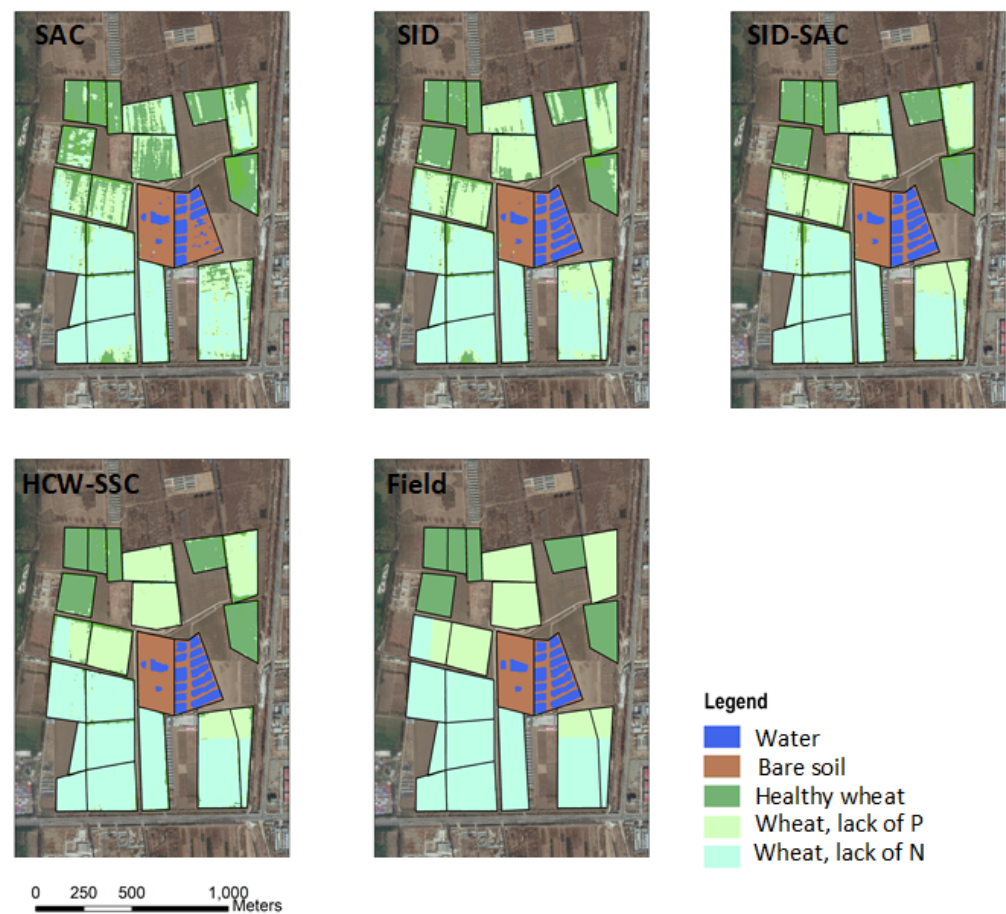 SAC
SID
SID-SAC
HCW-SSC
Field
Legend
Water
Bare soil
Healthy wheat
Wheat, lack of P
Wheat, lack of N
0 250 500 1,000
Meters